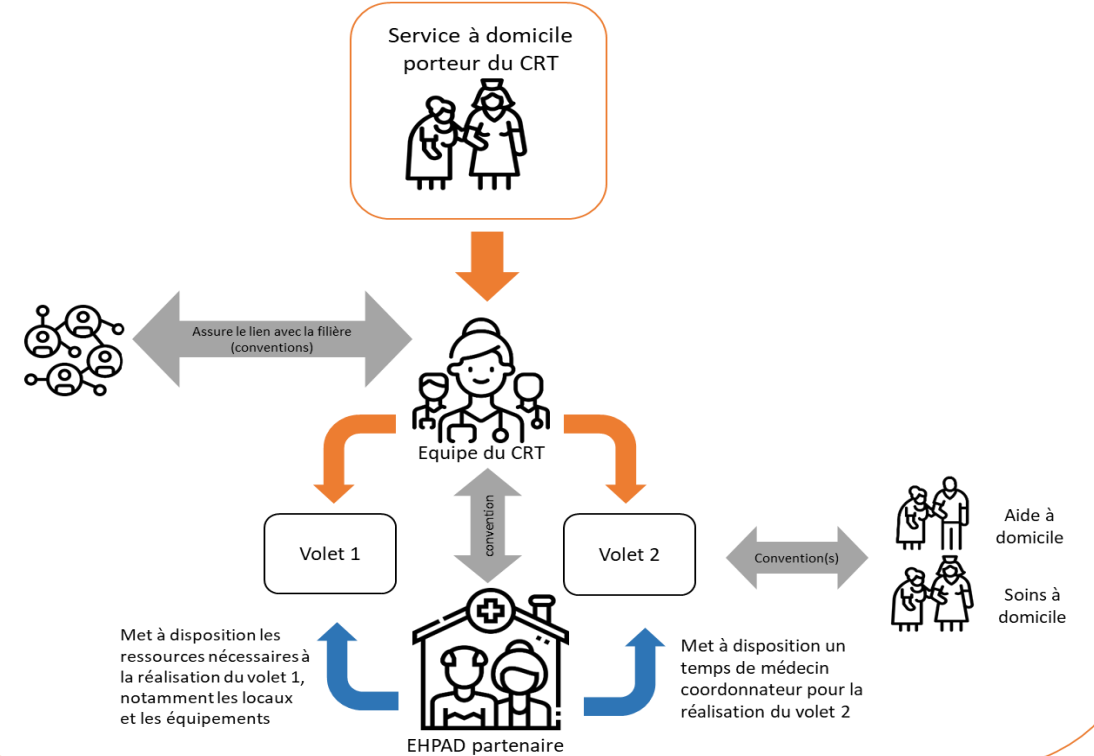 Service à domicile
porteur du CRT
Assure le lien avec la filière
(conventions)
Equipe du CRT
convention
Volet 1
Volet 2
Convention(s)
Aide à
domicile
Soins à
domicile
Met à disposition les
ressources nécessaires à
la réalisation du volet 1,
notamment les locaux
et les équipements
Met à disposition un
temps de médecin
coordonnateur pour la
réalisation du volet 2
EHPAD partenaire